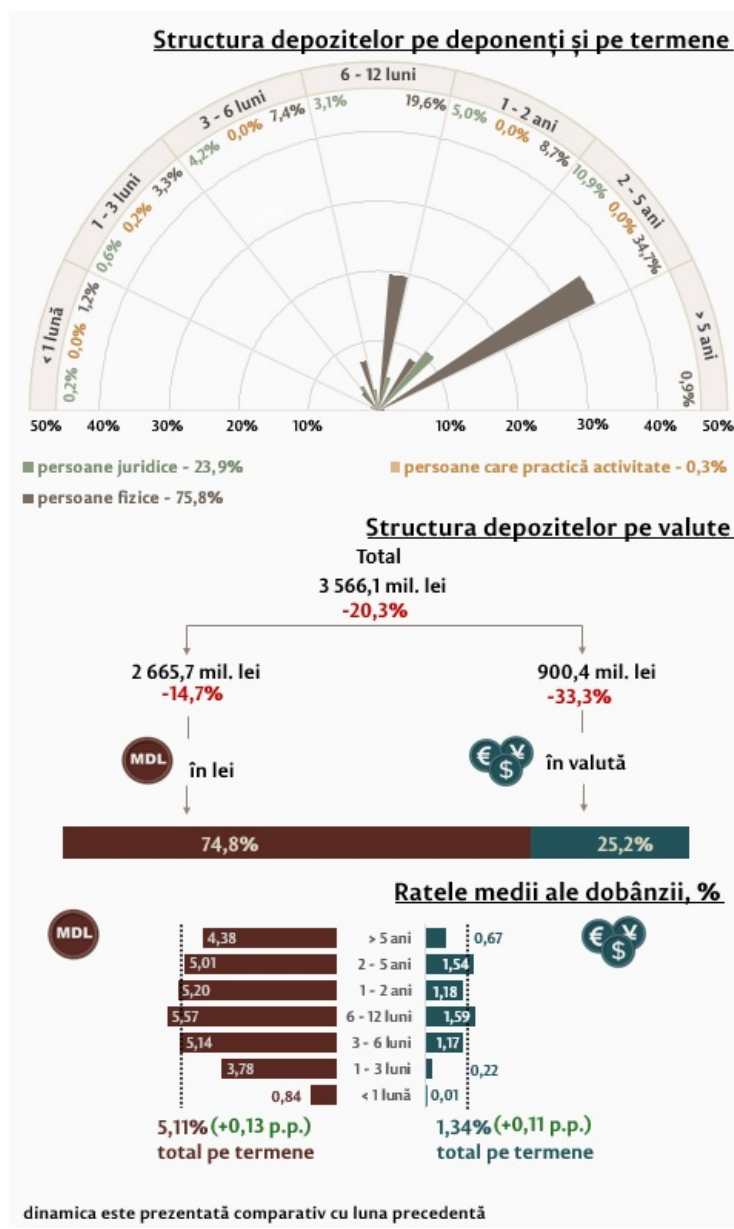 Structura depozitelor pe deponenți și pe termene
< 1 lună
1 - 3 luni
3 - 6 luni
6 - 12 luni
1 - 2 ani
2 - 5 ani
> 5 ani
0,2% 0,0% 1,2%
0,6% 0,2% 3,3%
4,2% 0,0% 7,4%
3,1% 19,6%
5,0% 0,0% 8,7%
10,9% 0,0% 34,7%
0,9%
50% 40% 30% 20% 10% 10% 20% 30% 40% 50%
persoane juridice - 23,9%
persoane care practică activitate - 0,3%
persoane fizice - 75,8%
Structura depozitelor pe valute
Total
3 566,1 mil. lei
-20,3%
2 665,7 mil. lei
-14,7%
900,4 mil. lei
-33,3%
MDL
în lei
€ ¥ $
în valută
74,8% 25,2%
Ratele medii ale dobânzii, %
MDL
€ ¥ $
4,38 > 5 ani 0,67
5,01 2 - 5 ani 1,54
5,20 1 - 2 ani 1,18
5,57 6 - 12 luni 1,59
5,14 3 - 6 luni 1,17
3,78 1 - 3 luni 0,22
0,84 < 1 lună 0,01
5,11% (+0,13 p.p.)
total pe termene
1,34% (+0,11 p.p.)
total pe termene
dinamica este prezentată comparativ cu luna precedentă